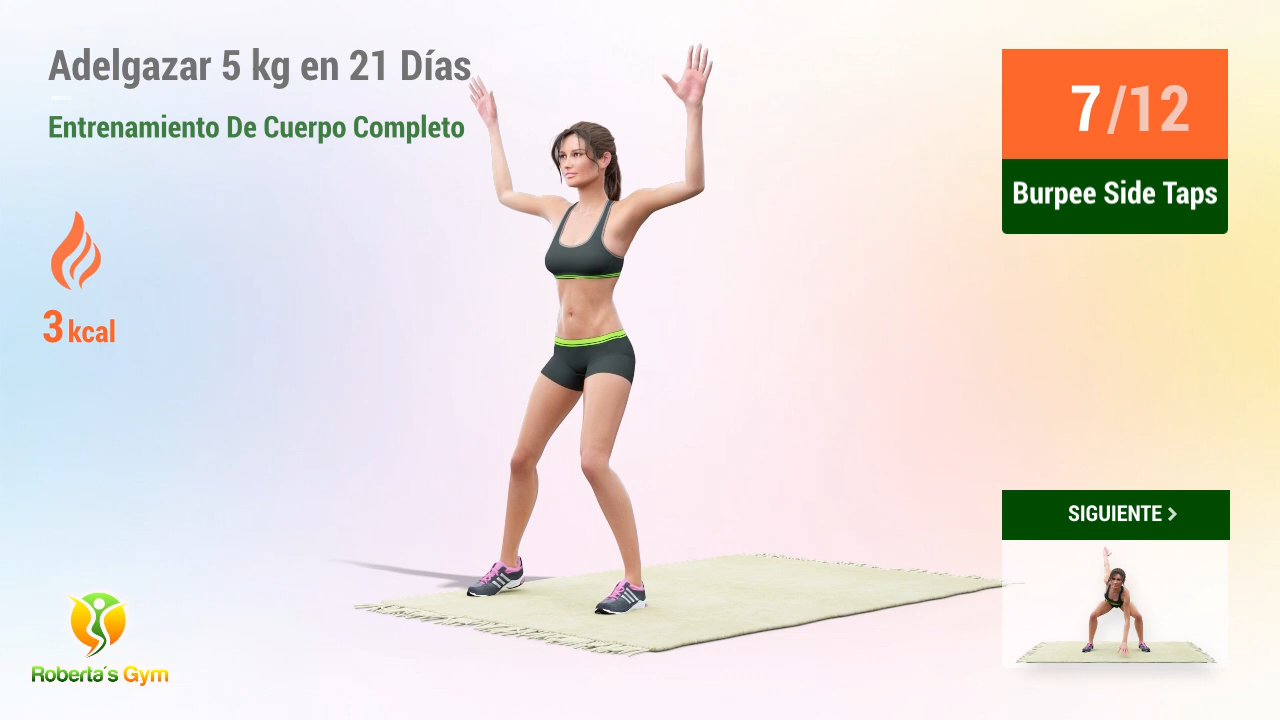 Adelgazar 5 kg en 21 Días
Entrenamiento De Cuerpo Completo
7/12
Burpee Side Taps
3 kcal
SIGUIENTE >
Roberta´s Gym